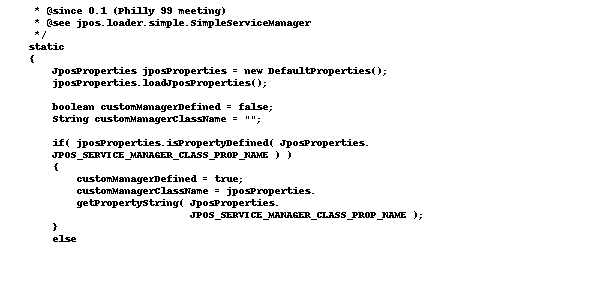 * @since 0.1 (Philly 99 meeting)
* @see jpos.loader.simple.SimpleServiceManager
*/
static
{
JposProperties jposProperties = new DefaultProperties();
jposProperties.loadJposProperties();
boolean customManagerDefined = false;
String customManagerClassName = "";
if( jposProperties.isPropertyDefined( JposProperties.
JPOS_SERVICE_MANAGER_CLASS_PROP_NAME ) )
{
customManagerDefined = true;
customManagerClassName = jposProperties.
getPropertyString( JposProperties.
JPOS_SERVICE_MANAGER_CLASS_PROP_NAME );
}
else